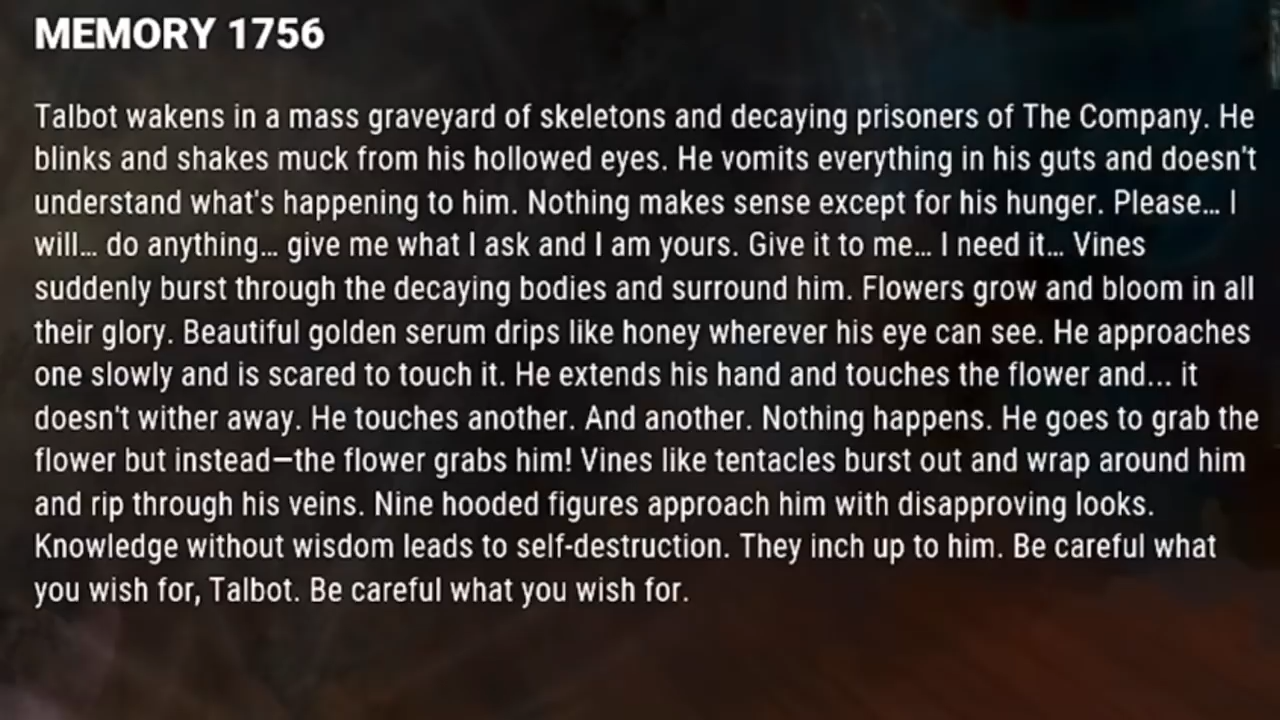 MEMORY 1756
Talbot wakens in a mass graveyard of skeletons and decaying prisoners of The Company. He
blinks and shakes muck from his hollowed eyes. He vomits everything in his guts and doesn't
understand what's happening to him. Nothing makes sense except for his hunger. Please... I
will... do anything... give me what I ask and I am yours. Give it to me... I need it... Vines
suddenly burst through the decaying bodies and surround him. Flowers grow and bloom in all
their glory. Beautiful golden serum drips like honey wherever his eye can see. He approaches
one slowly and is scared to touch it. He extends his hand and touches the flower and... it
doesn't wither away. He touches another. And another. Nothing happens. He goes to grab the
flower but instead—the flower grabs him! Vines like tentacles burst out and wrap around him
and rip through his veins. Nine hooded figures approach him with disapproving looks.
Knowledge without wisdom leads to self-destruction. They inch up to him. Be careful what
you wish for, Talbot. Be careful what you wish for.